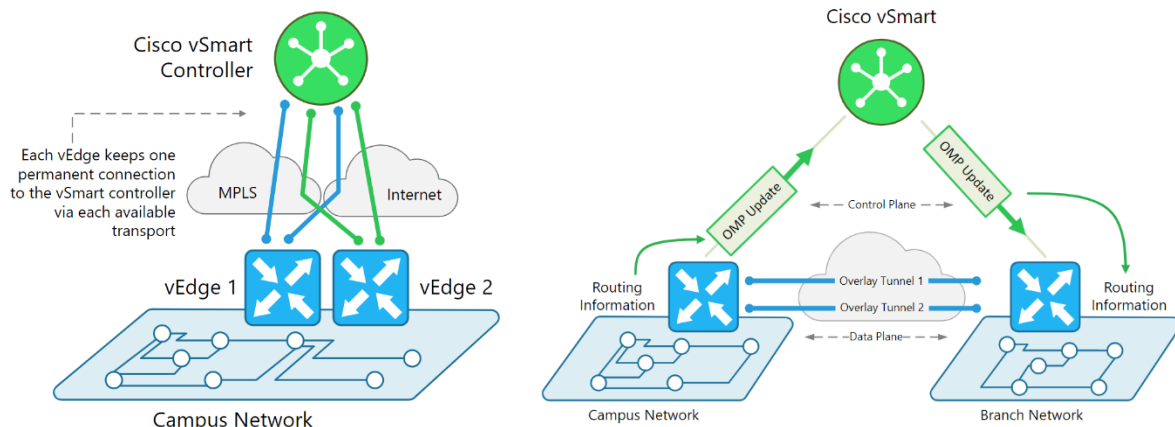 Cisco vSmart
Controller
Each vEdge keeps one
permanent connection
to the vSmart controller
via each available
transport
MPLS
Internet
vEdge 1
vEdge 2
Campus Network
Cisco vSmart
OMP Update
OMP Update
Control Plane
Routing
Information
Overlay Tunnel 1
Overlay Tunnel 2
Routing
Information
Data Plane
Campus Network
Branch Network